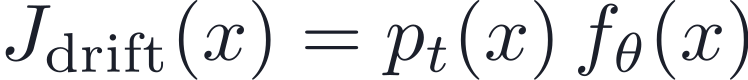 J_drift(x) = p_t(x) f_θ(x)